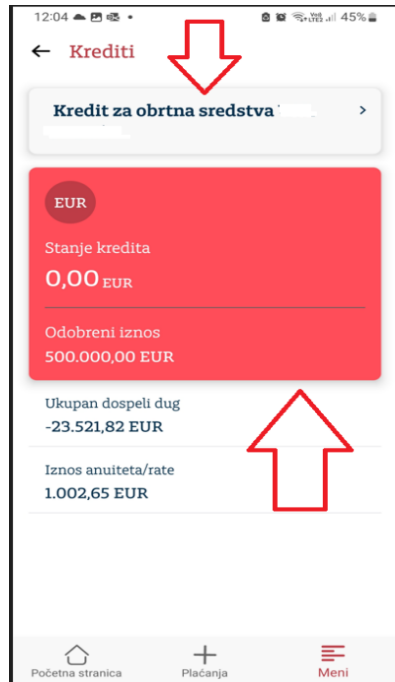 12:04
45%
Krediti
Kredit za obrtna sredstva
EUR
Stanje kredita
0,00 EUR
Odobreni iznos
500.000,00 EUR
Ukupan dospeli dug
-23.521,82 EUR
Iznos anuiteta/rate
1.002,65 EUR
Početna stranica
Plaćanja
Meni